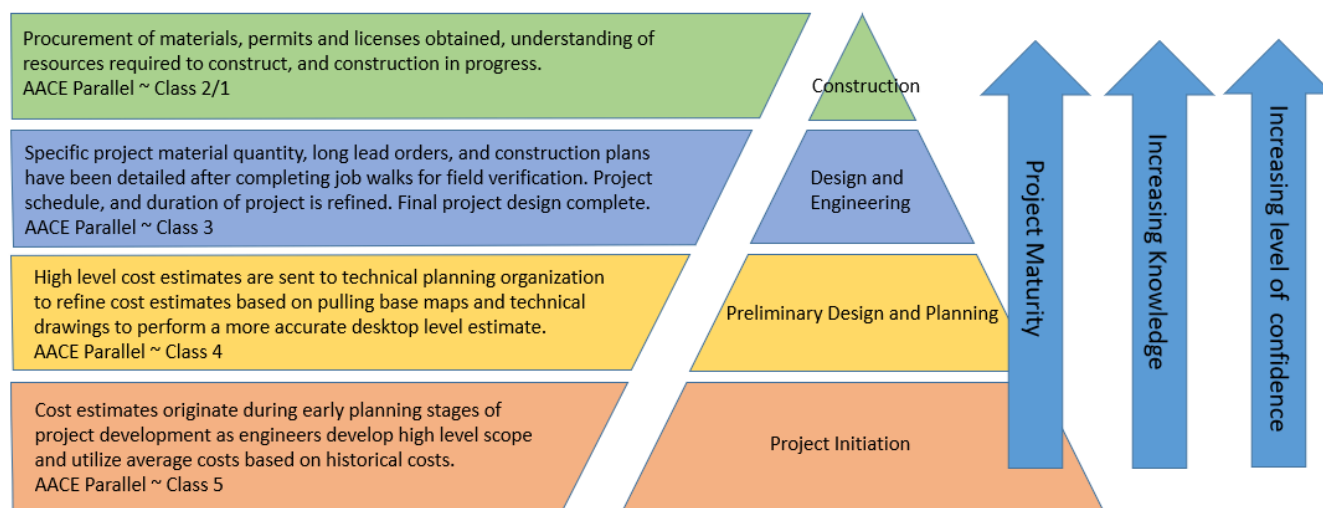 Procurement of materials, permits and licenses obtained, understanding of
resources required to construct, and construction in progress.
AACE Parallel ~ Class 2/1
Construction
Specific project material quantity, long lead orders, and construction plans
have been detailed after completing job walks for field verification. Project
schedule, and duration of project is refined. Final project design complete.
AACE Parallel ~ Class 3
Design and
Engineering
High level cost estimates are sent to technical planning organization
to refine cost estimates based on pulling base maps and technical
drawings to perform a more accurate desktop level estimate.
AACE Parallel ~ Class 4
Preliminary Design and Planning
Cost estimates originate during early planning stages of
project development as engineers develop high level scope
and utilize average costs based on historical costs.
AACE Parallel ~ Class 5
Project Initiation
Project Maturity
Increasing Knowledge
Increasing level of confidence